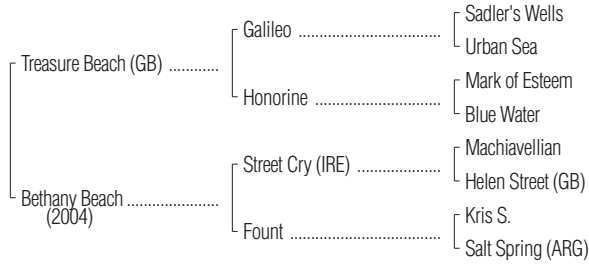 Sadler's Wells
Galileo ..............................
Urban Sea
Treasure Beach (GB) ...........
Mark of Esteem
Honorine ..........................
Blue Water
Machiavellian
Street Cry (IRE) ..................
Helen Street (GB)
Bethany Beach ....................
(2004)
Kris S.
Fount ................................
Salt Spring (ARG)